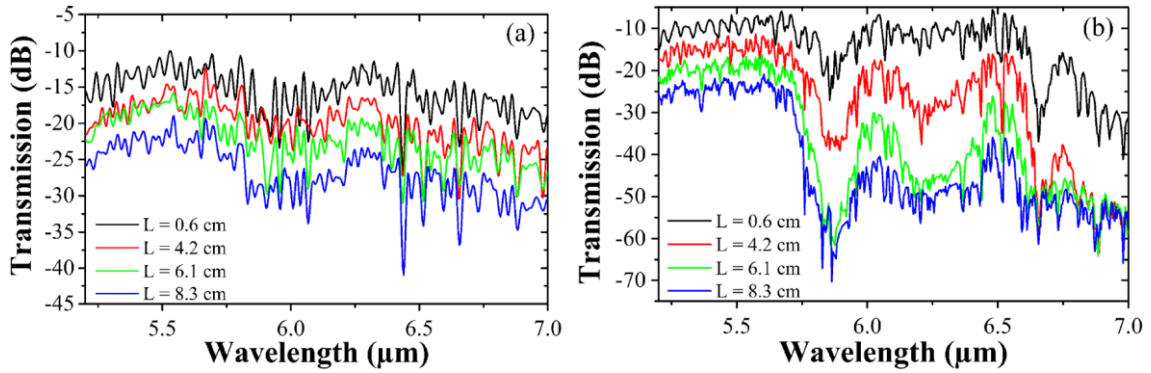 (a)
Transmission (dB)
-5
-10
-15
-20
-25
-30
-35
-40
-45
L = 0.6 cm
L = 4.2 cm
L = 6.1 cm
L = 8.3 cm
5.5
6.0
6.5
7.0
Wavelength (μm)
(b)
Transmission (dB)
-10
-20
-30
-40
-50
-60
-70
L = 0.6 cm
L = 4.2 cm
L = 6.1 cm
L = 8.3 cm
5.5
6.0
6.5
7.0
Wavelength (μm)